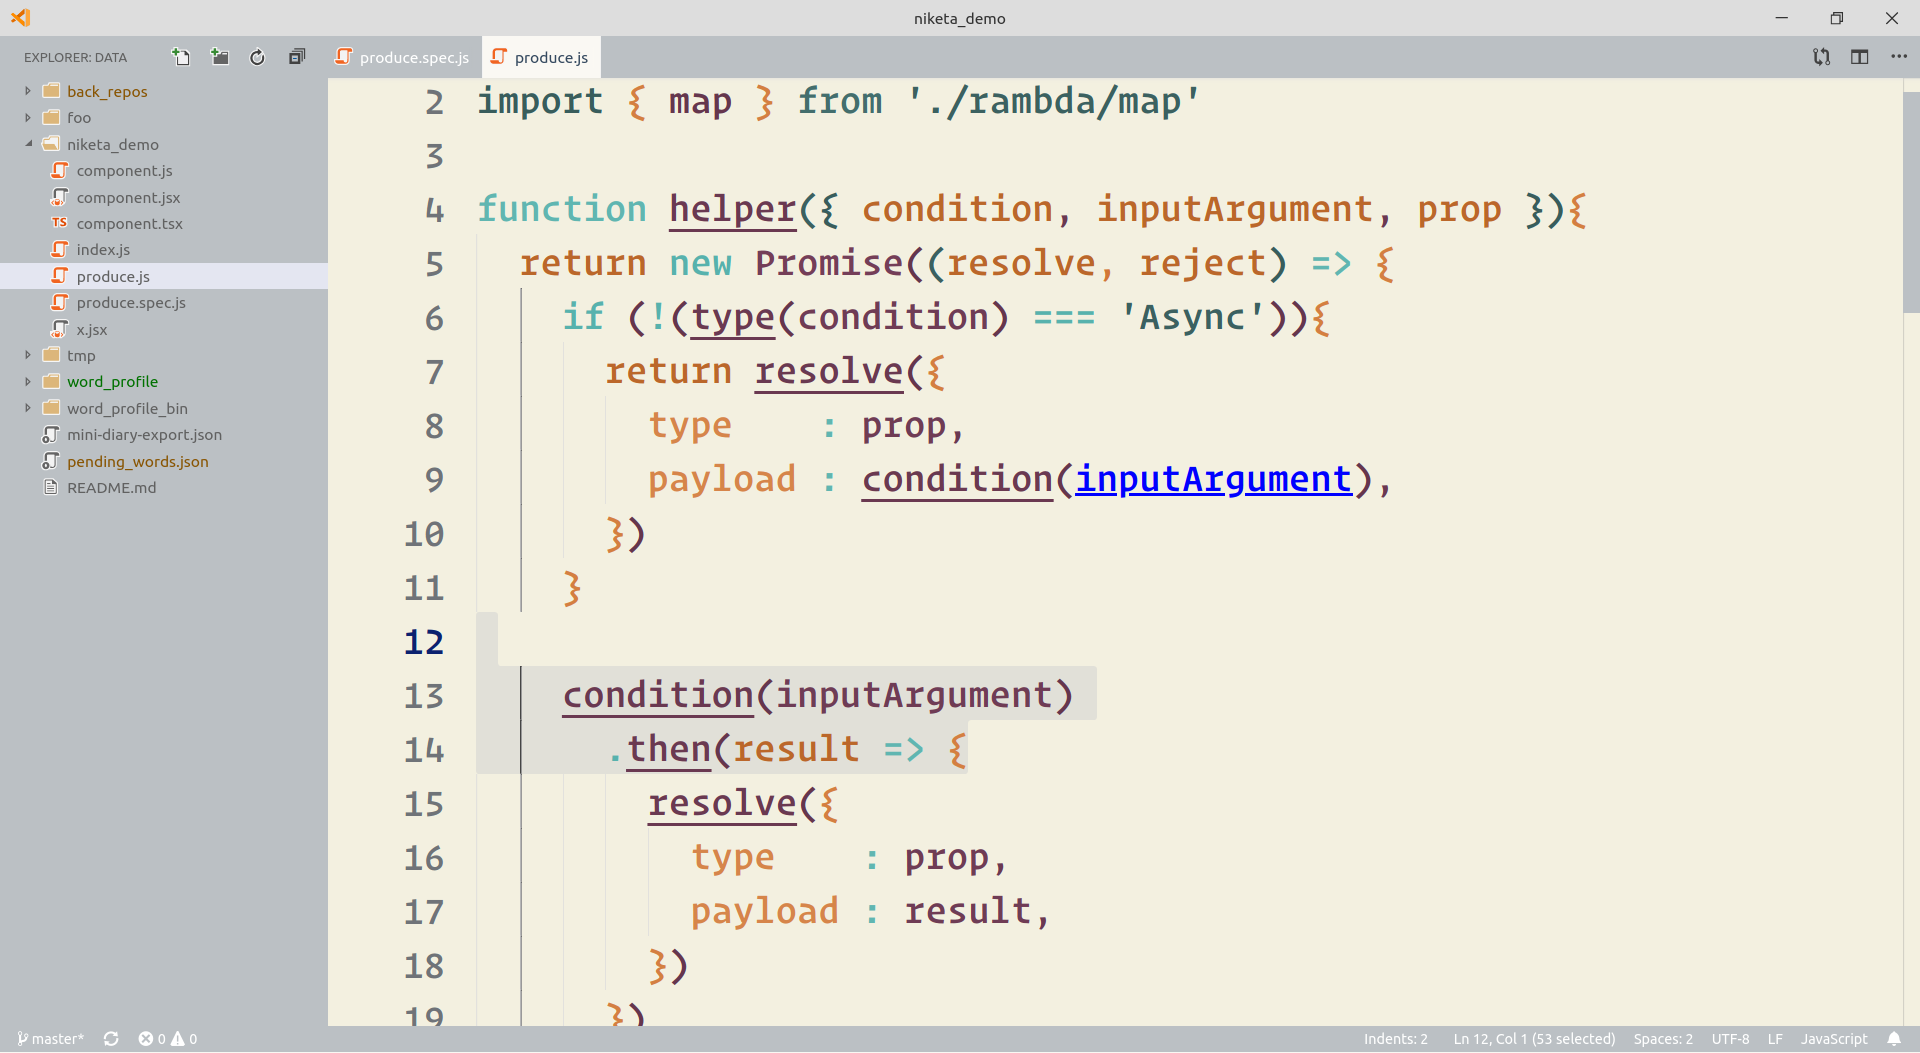 niketa_demo
EXPLORER: DATA
produce.spec.js
produce.js
back_repos
foo
niketa_demo
component.js
component.jsx
TS component.tsx
index.js
produce.js
produce.spec.js
x.jsx
tmp
word_profile
word_profile_bin
mini-diary-export.json
pending_words.json
README.md
2 import { map } from './rambda/map'
3
4 function helper({ condition, inputArgument, prop }){
5   return new Promise((resolve, reject) => {
6     if (!(type(condition) === 'Async')){
7       return resolve({
8         type    : prop,
9         payload : condition(inputArgument),
10       })
11     }
12
13     condition(inputArgument)
14       .then(result => {
15         resolve({
16           type    : prop,
17           payload : result,
18         })
19       })
master* 0 0 Indents: 2 Ln 12, Col 1 (53 selected) Spaces: 2 UTF-8 LF JavaScript